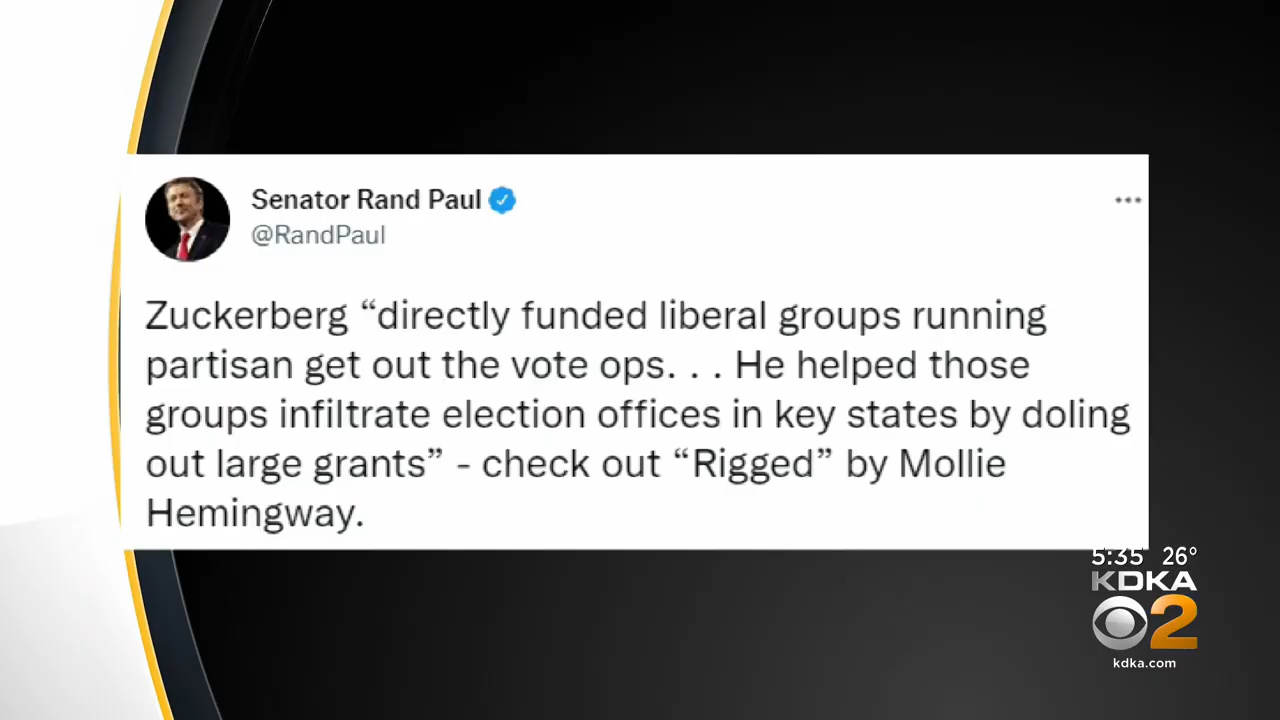 Senator Rand Paul
@RandPaul
Zuckerberg “directly funded liberal groups running
partisan get out the vote ops. . . He helped those
groups infiltrate election offices in key states by doling
out large grants” - check out “Rigged” by Mollie
Hemingway.
5:35 26°
KDKA
2
kdka.com